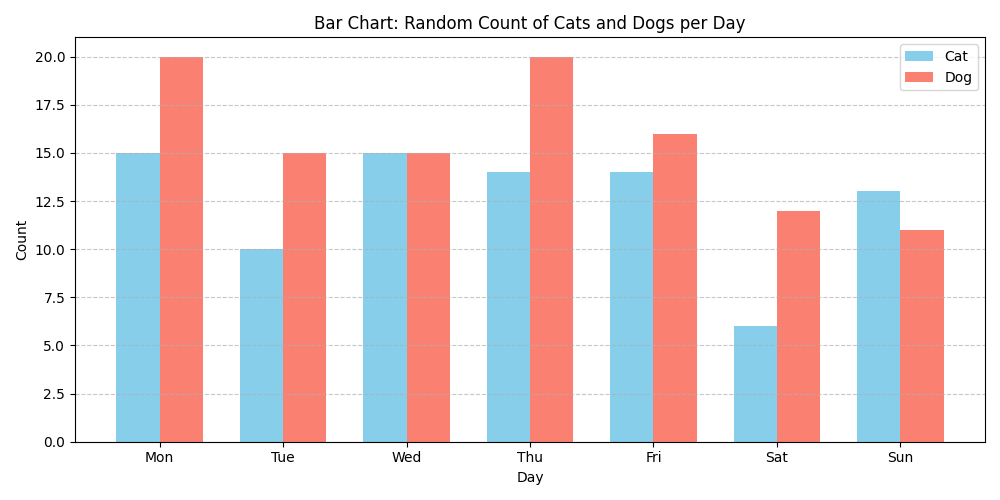 Bar Chart: Random Count of Cats and Dogs per Day
Cat
Dog
20.0
17.5
15.0
12.5
10.0
7.5
5.0
2.5
0.0
Count
Mon Tue Wed Thu Fri Sat Sun
Day